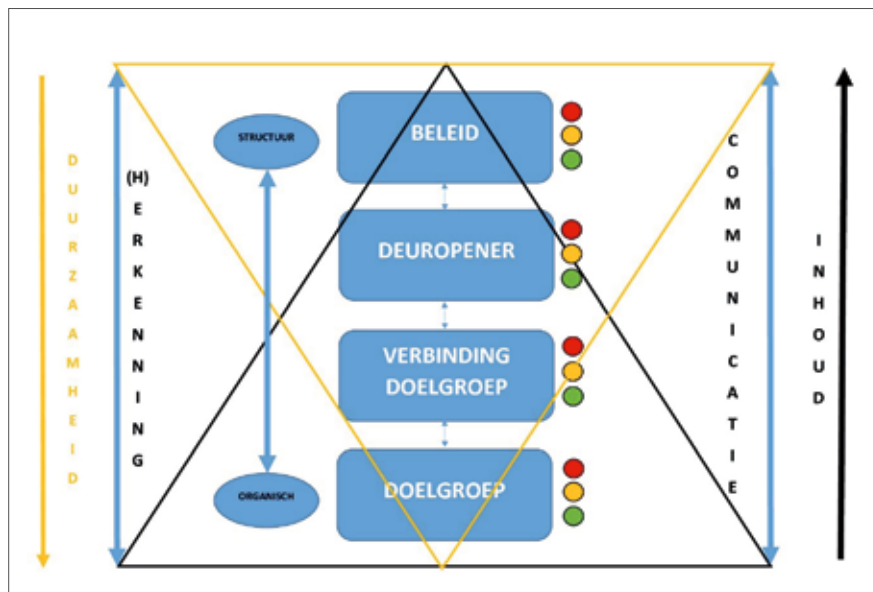 DUURZAAMHEID
(H)ERKENNING
STRUCTUUR
ORGANISCH
BELEID
DEUROPENER
VERBINDING
DOELGROEP
DOELGROEP
COMMUNICATIE
INHOUD